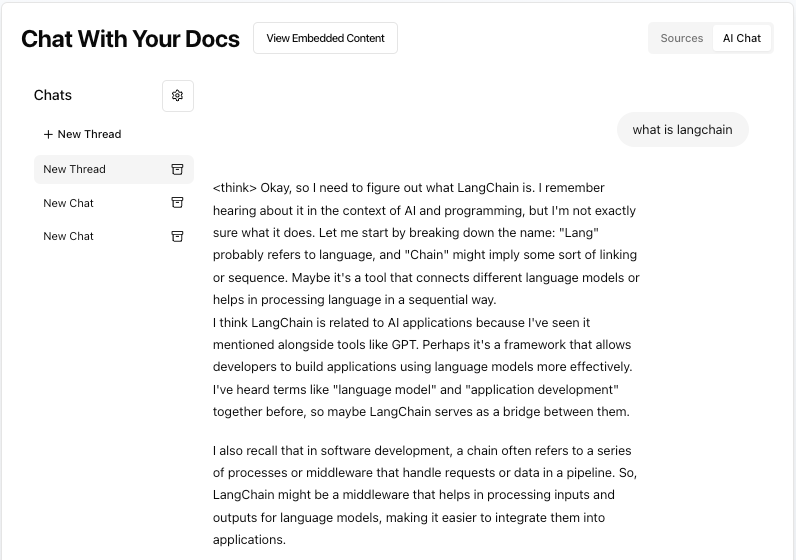 Chat With Your Docs
View Embedded Content
Sources
AI Chat
Chats
+ New Thread
New Thread
New Chat
New Chat
what is langchain
<think> Okay, so I need to figure out what LangChain is. I remember
hearing about it in the context of AI and programming, but I'm not exactly
sure what it does. Let me start by breaking down the name: "Lang"
probably refers to language, and "Chain" might imply some sort of linking
or sequence. Maybe it's a tool that connects different language models or
helps in processing language in a sequential way.
I think LangChain is related to AI applications because I've seen it
mentioned alongside tools like GPT. Perhaps it's a framework that allows
developers to build applications using language models more effectively.
I've heard terms like "language model" and "application development"
together before, so maybe LangChain serves as a bridge between them.
I also recall that in software development, a chain often refers to a series
of processes or middleware that handle requests or data in a pipeline. So,
LangChain might be a middleware that helps in processing inputs and
outputs for language models, making it easier to integrate them into
applications.